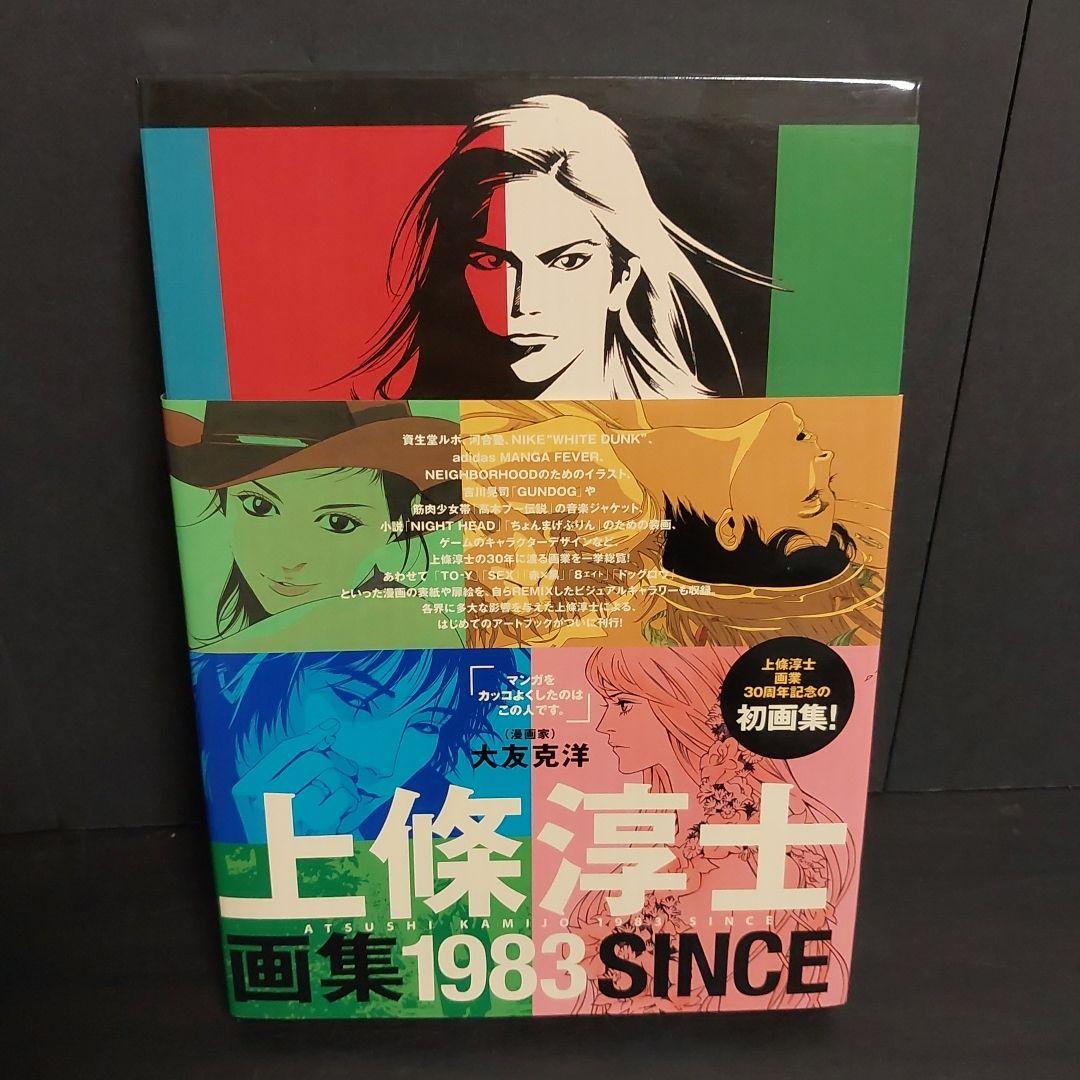 資生堂ルポ、河合塾、NIKE"WHITE DUNK"、
adidas MANGA FEVER、
NEIGHBORHOODのためのイラスト、
吉川晃司「GUNDOG」や
筋肉少女帯「高木ブー伝説」の音楽ジャケット、
小説「NIGHT HEAD」「ちょんまげぷりん」のための装画、
ゲームのキャラクターデザインなど、
上條淳士の30年に渡る画業を一挙総覧!
あわせて「TO-Y」「SEX」「赤×黒」「8エイト」「ドッグロウ」
といった漫画の表紙や扉絵を、自らREMIXしたビジュアルギャラリーも収録。
各界に多大な影響を与えた上條淳士による、
はじめてのアートブックがついに刊行!
上條淳士
画業
30周年記念の
初画集!
「マンガを
カッコよくしたのは
この人です。」
(漫画家)
大友克洋
上條淳士
ATSUSHI KAMIJO 1983 SINCE
画集1983 SINCE